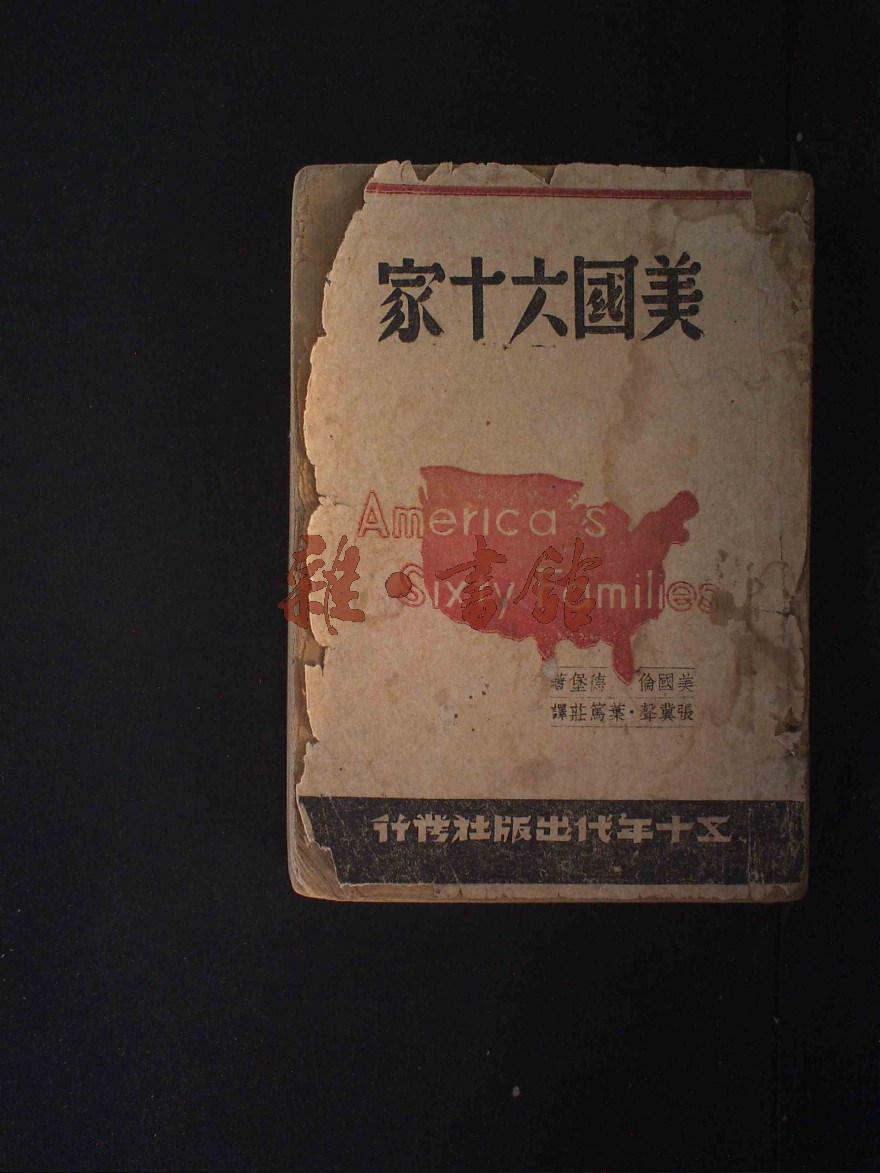 美國六十家
America's
Sixty Families
雜·書館
美國倫 傅堡著
張冀聲·葉篤莊譯
五十年代出版社發行